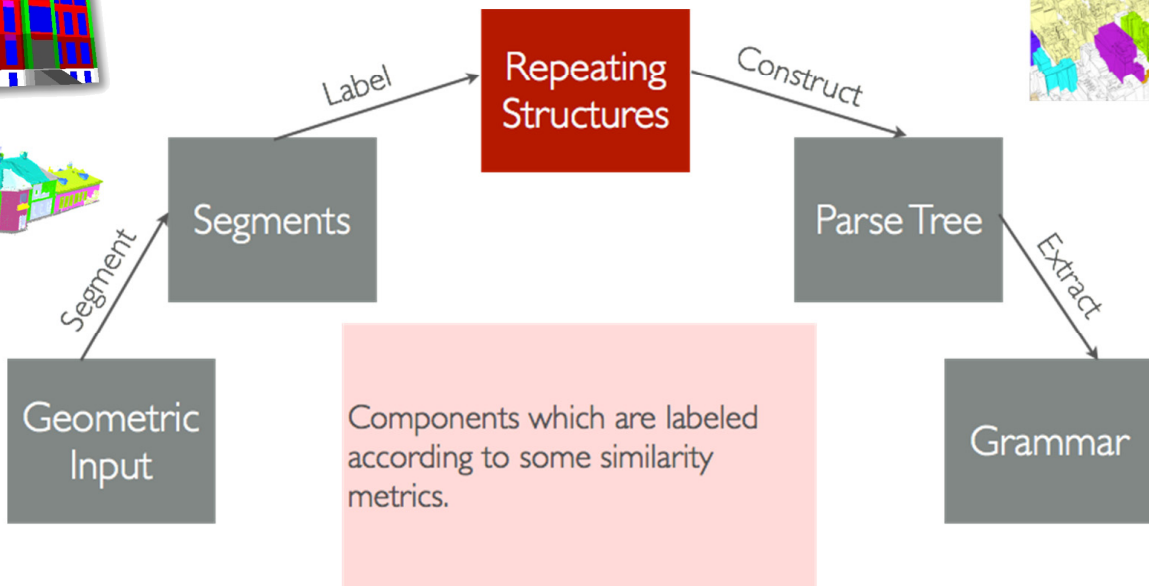 Repeating
Structures
Label
Construct
Segments
Parse Tree
Segment
Extract
Geometric
Input
Components which are labeled
according to some similarity
metrics.
Grammar